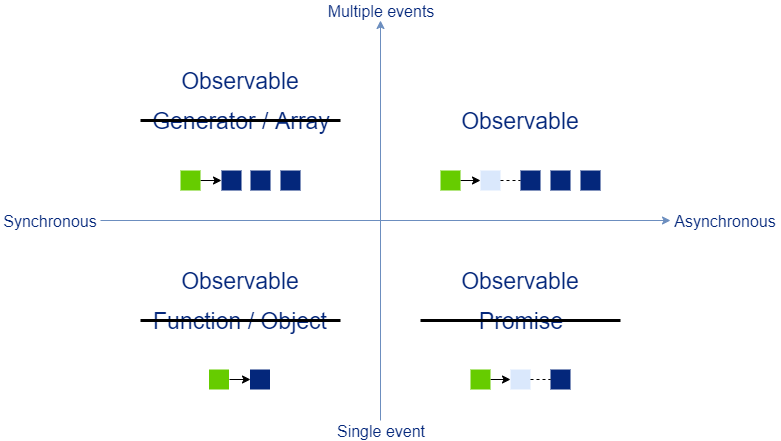 Multiple events
Observable
Generator / Array
Observable
Synchronous
Asynchronous
Observable
Function / Object
Observable
Promise
Single event